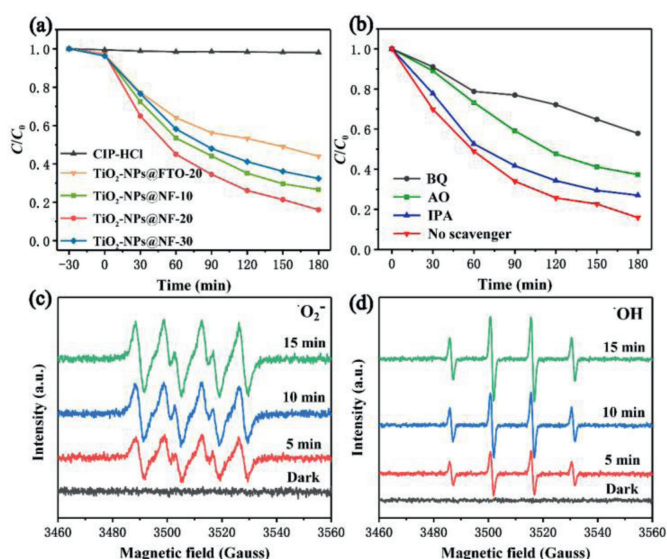 (a)
C/C₀
1.0
0.8
0.6
0.4
0.2
0.0
CIP-HCl
TiO₂-NPs@FTO-20
TiO₂-NPs@NF-10
TiO₂-NPs@NF-20
TiO₂-NPs@NF-30
-30 0 30 60 90 120 150 180
Time (min)
(b)
C/C₀
1.0
0.8
0.6
0.4
0.2
0.0
BQ
AO
IPA
No scavenger
0 30 60 90 120 150 180
Time (min)
(c)
·O₂⁻
Intensity (a.u.)
15 min
10 min
5 min
Dark
3460 3480 3500 3520 3540 3560
Magnetic field (Gauss)
(d)
·OH
Intensity (a.u.)
15 min
10 min
5 min
Dark
3460 3480 3500 3520 3540 3560
Magnetic field (Gauss)